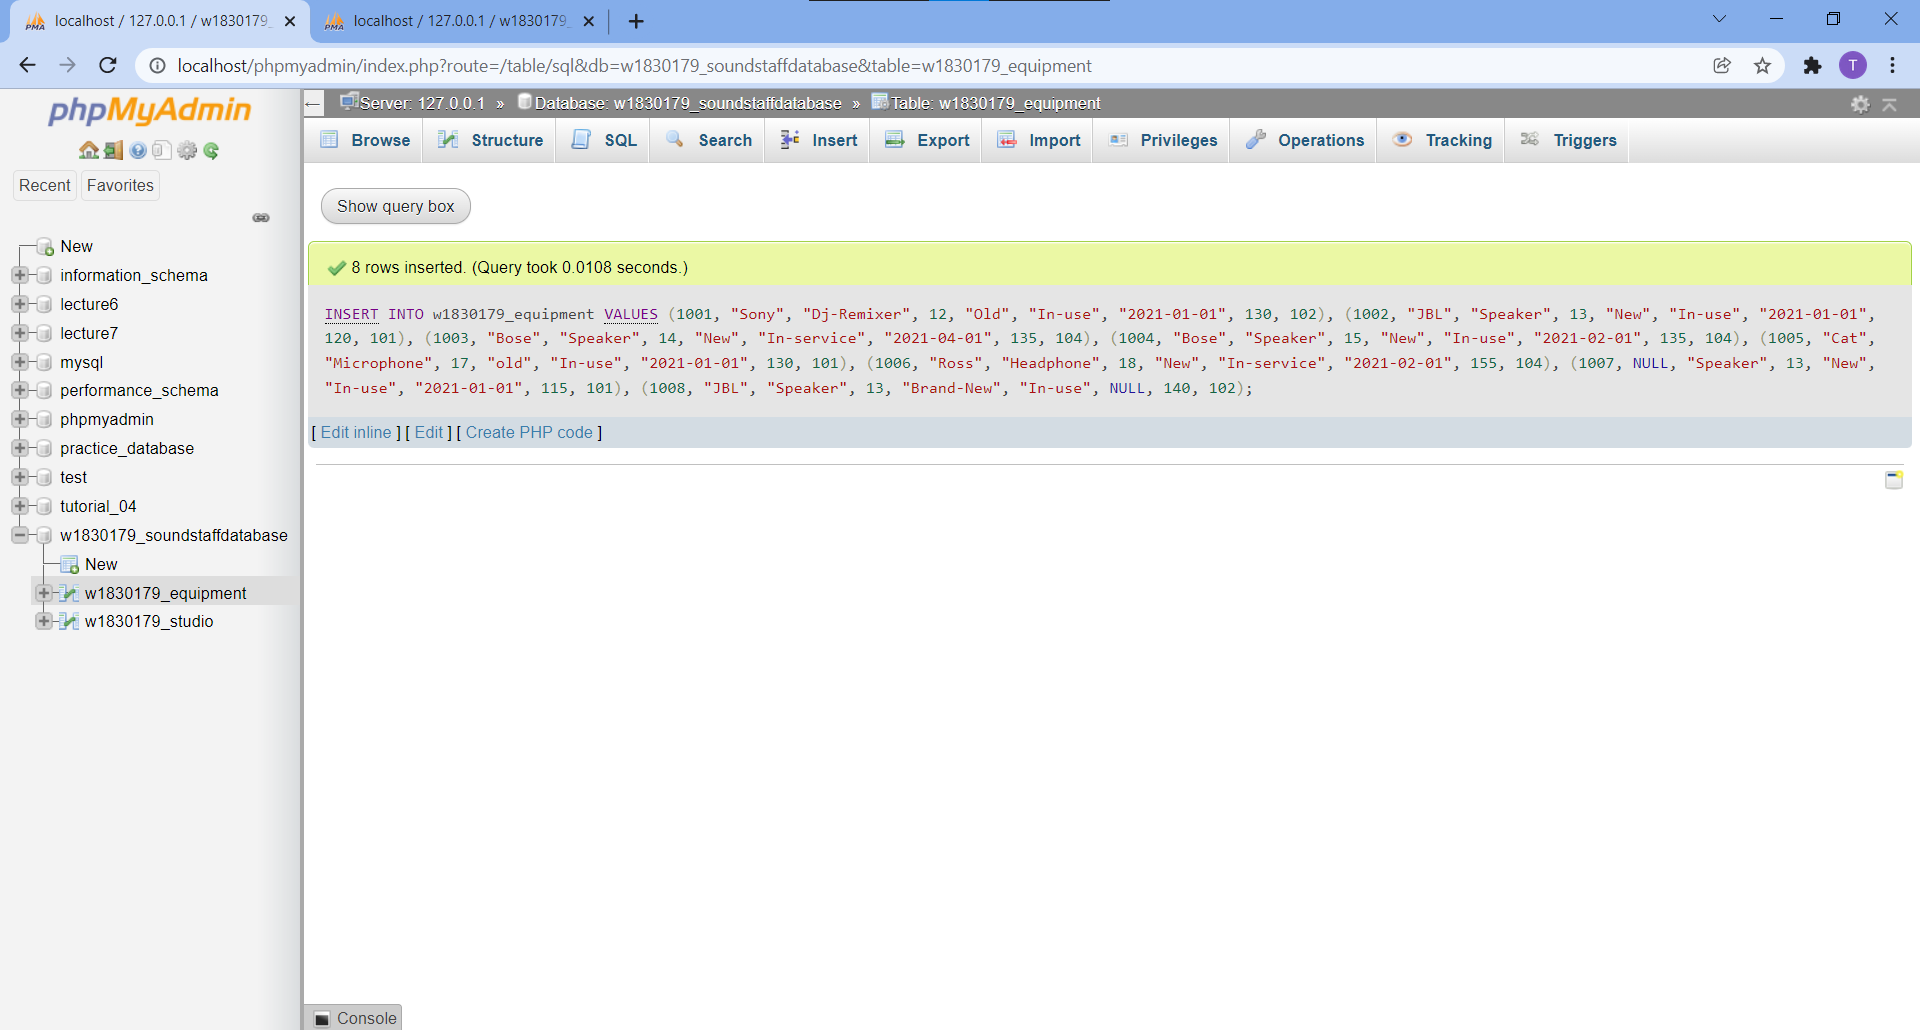 localhost / 127.0.0.1 / w1830179_
localhost / 127.0.0.1 / w1830179_
localhost/phpmyadmin/index.php?route=/table/sql&db=w1830179_soundstaffdatabase&table=w1830179_equipment
T
phpMyAdmin
Recent
Favorites
New
information_schema
lecture6
lecture7
mysql
performance_schema
phpmyadmin
practice_database
test
tutorial_04
w1830179_soundstaffdatabase
New
w1830179_equipment
w1830179_studio
Server: 127.0.0.1 » Database: w1830179_soundstaffdatabase » Table: w1830179_equipment
Browse Structure SQL Search Insert Export Import Privileges Operations Tracking Triggers
Show query box
8 rows inserted. (Query took 0.0108 seconds.)
INSERT INTO w1830179_equipment VALUES (1001, "Sony", "Dj-Remixer", 12, "Old", "In-use", "2021-01-01", 130, 102), (1002, "JBL", "Speaker", 13, "New", "In-use", "2021-01-01",
120, 101), (1003, "Bose", "Speaker", 14, "New", "In-service", "2021-04-01", 135, 104), (1004, "Bose", "Speaker", 15, "New", "In-use", "2021-02-01", 135, 104), (1005, "Cat",
"Microphone", 17, "old", "In-use", "2021-01-01", 130, 101), (1006, "Ross", "Headphone", 18, "New", "In-service", "2021-02-01", 155, 104), (1007, NULL, "Speaker", 13, "New",
"In-use", "2021-01-01", 115, 101), (1008, "JBL", "Speaker", 13, "Brand-New", "In-use", NULL, 140, 102);
[ Edit inline ] [ Edit ] [ Create PHP code ]
Console